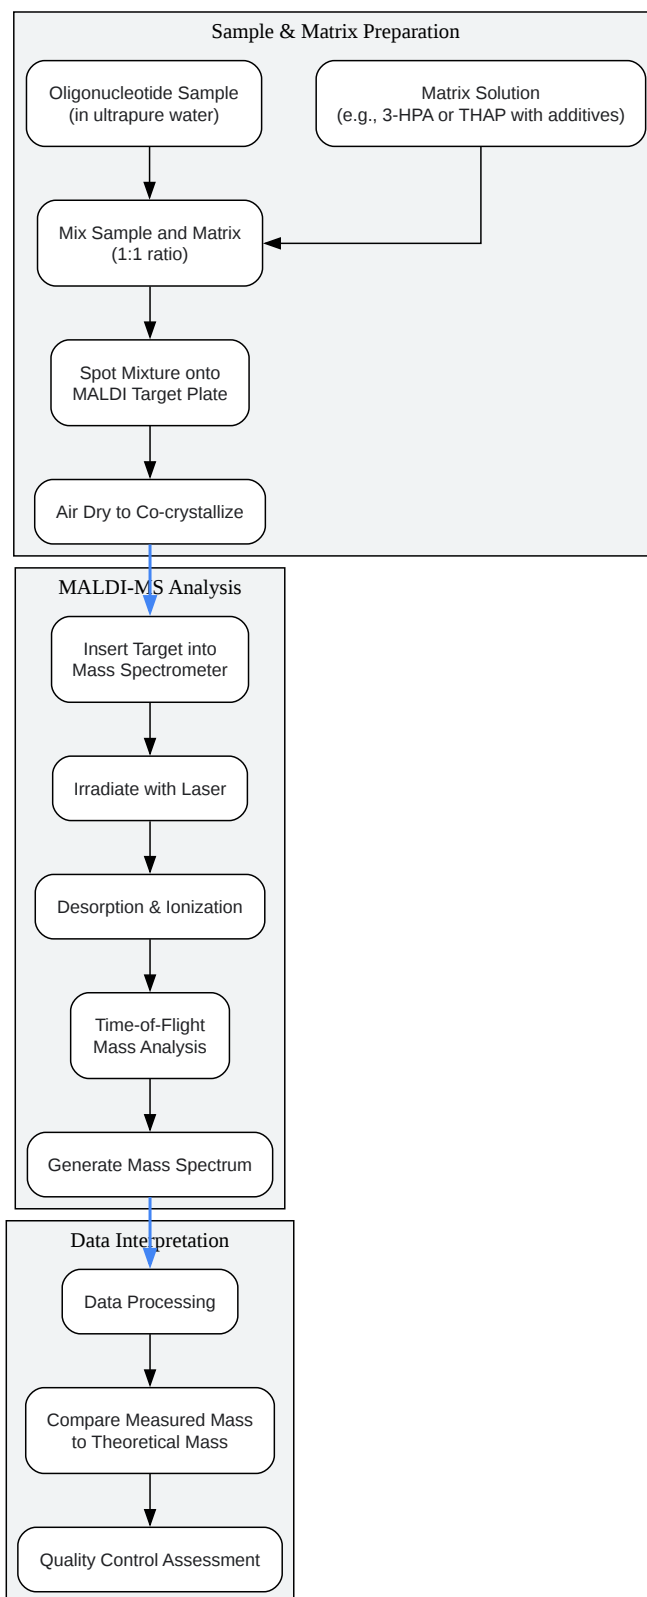 Sample & Matrix Preparation
Oligonucleotide Sample
(in ultrapure water)
Matrix Solution
(e.g., 3-HPA or THAP with additives)
Mix Sample and Matrix
(1:1 ratio)
Spot Mixture onto
MALDI Target Plate
Air Dry to Co-crystallize
MALDI-MS Analysis
Insert Target into
Mass Spectrometer
Irradiate with Laser
Desorption & Ionization
Time-of-Flight
Mass Analysis
Generate Mass Spectrum
Data Interpretation
Data Processing
Compare Measured Mass
to Theoretical Mass
Quality Control Assessment